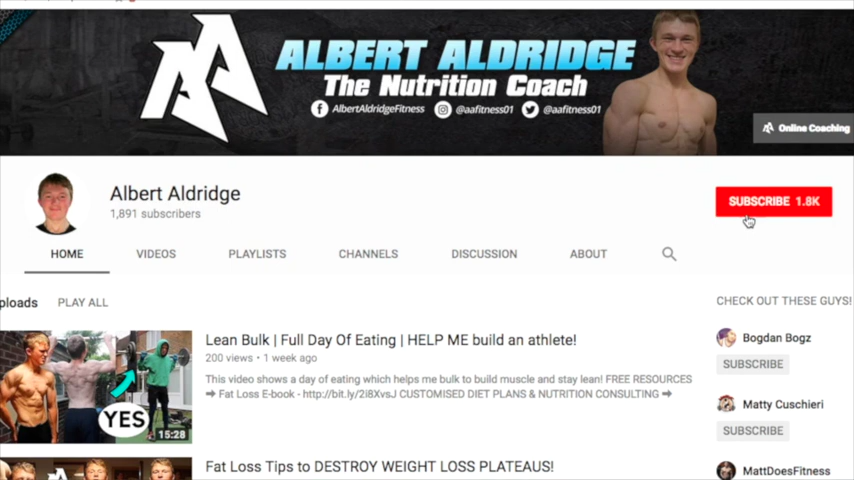 ALBERT ALDRIDGE
The Nutrition Coach
AlbertAldridgeFitness @aafitness01 @aafitness01
Online Coaching
Albert Aldridge
1,891 subscribers
SUBSCRIBE 1.8K
HOME VIDEOS PLAYLISTS CHANNELS DISCUSSION ABOUT
ploads PLAY ALL
CHECK OUT THESE GUYS!
Lean Bulk | Full Day Of Eating | HELP ME build an athlete!
200 views • 1 week ago
This video shows a day of eating which helps me bulk to build muscle and stay lean! FREE RESOURCES
➡ Fat Loss E-book - http://bit.ly/2i8XvsJ CUSTOMISED DIET PLANS & NUTRITION CONSULTING ➡
YES
15:28
Bogdan Bogz
SUBSCRIBE
Matty Cuschieri
SUBSCRIBE
Fat Loss Tips to DESTROY WEIGHT LOSS PLATEAUS!
MattDoesFitness